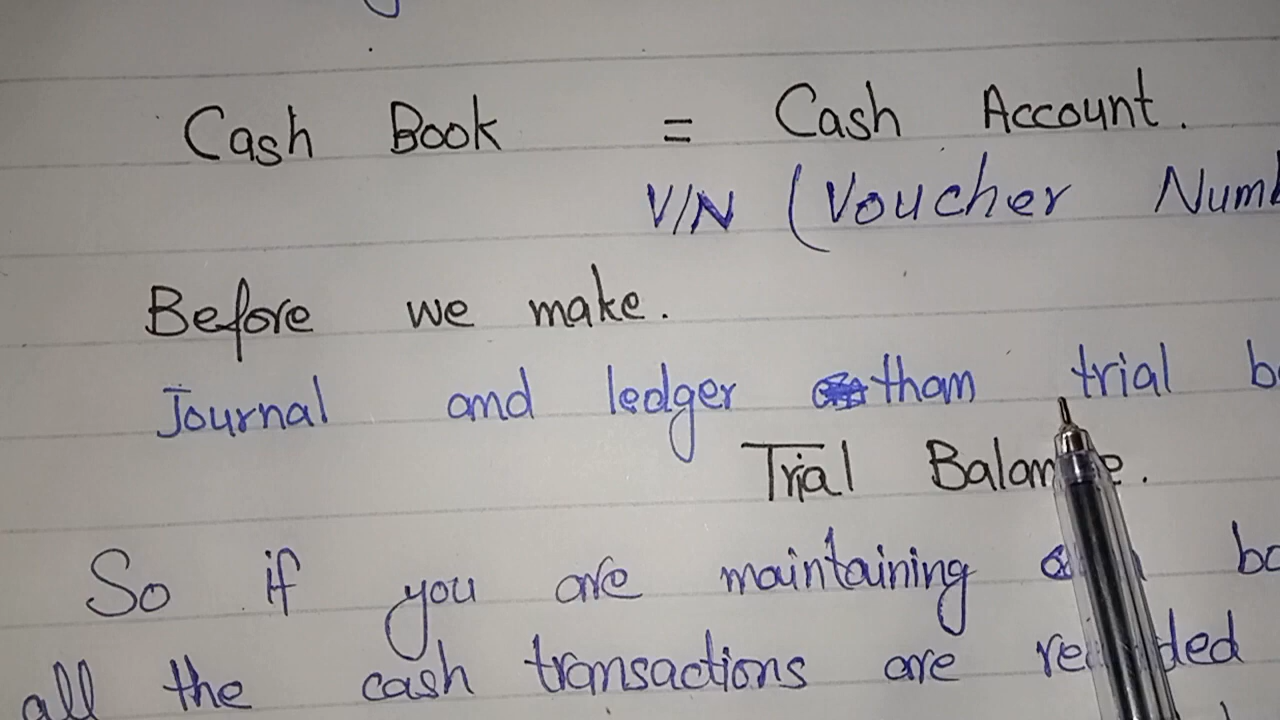 Cash Book = Cash Account.
V/N (Voucher
Before we make.
Journal and ledger than trial
Trial
So if you are maintaining
all the cash transactions are